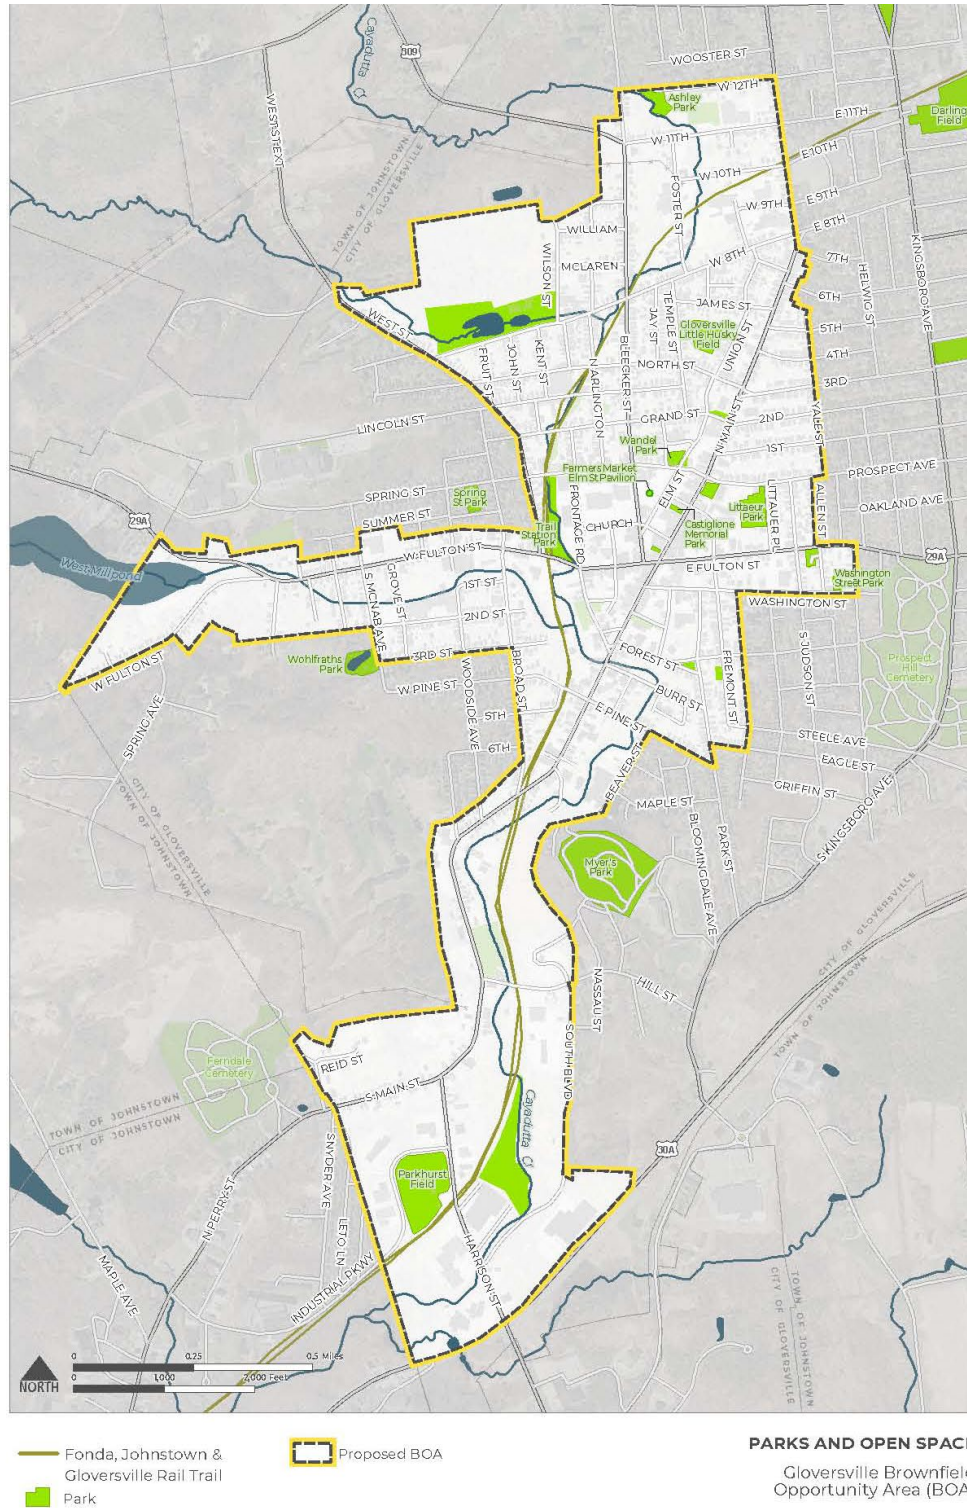 WOOSTER ST
Cayadutta C
309
W 12TH
Ashley
Park
WEST ST EXT
E 11TH
Darling
Field
W 11TH
TOWN OF JOHNSTOWN
CITY OF GLOVERSVILLE
E 10TH
W 10TH
FOSTER ST
E 9TH
W 9TH
E 8TH
WILLIAM
WILSON ST
W 8TH
7TH
KINGSBORO AVE
MCLAREN
HELWIG ST
6TH
WEST ST
TEMPLE ST
JAMES ST
JAY ST
Gloversville
Little Husky
Field
5TH
UNION ST
BLEECKER ST
KENT ST
JOHN ST
FRUIT ST
N ARLINGTON
NORTH ST
4TH
3RD
GRAND ST
2ND
N MAIN ST
YALE ST
LINCOLN ST
Wandel
Park
1ST
PROSPECT AVE
Farmers Market
Elm St Pavilion
ELM ST
SPRING ST
Spring
St Park
FRONTAGE RD
LITTAUER PL
ALLEN ST
OAKLAND AVE
Littaeur
Park
SUMMER ST
29A
Trail
Station
Park
CHURCH
Castiglione
Memorial
Park
W FULTON ST
29A
West Millpond
E FULTON ST
1ST ST
S MCNAB AVE
GROVE ST
Washington
Street Park
WASHINGTON ST
2ND ST
Wohlfraths
Park
3RD ST
FOREST ST
S JUDSON ST
Prospect
Hill
Cemetery
W FULTON ST
W PINE ST
WOODSIDE AVE
BROAD ST
FREMONT ST
BURR ST
SPRING AVE
5TH
E PINE ST
STEELE AVE
6TH
BEAVER ST
EAGLE ST
GRIFFIN ST
CITY OF GLOVERSVILLE
TOWN OF JOHNSTOWN
MAPLE ST
BLOOMINGDALE AVE
PARK ST
S KINGSBORO AVE
Myer's
Park
CITY OF GLOVERSVILLE
TOWN OF JOHNSTOWN
NASSAU ST
HILL ST
SOUTH BLVD
Ferndale
Cemetery
REID ST
S MAIN ST
Cayadutta C
TOWN OF JOHNSTOWN
CITY OF JOHNSTOWN
30A
SNYDER AVE
Parkhurst
Field
N PERRY ST
LETO LN
HARRISON ST
MAPLE AVE
INDUSTRIAL PKWY
CITY OF GLOVERSVILLE
TOWN OF JOHNSTOWN
NORTH
0 0.25 0.5 Miles
0 1,000 2,000 Feet
Fonda, Johnstown &
Gloversville Rail Trail
Park
Proposed BOA
PARKS AND OPEN SPAC
Gloversville Brownfiel
Opportunity Area (BOA